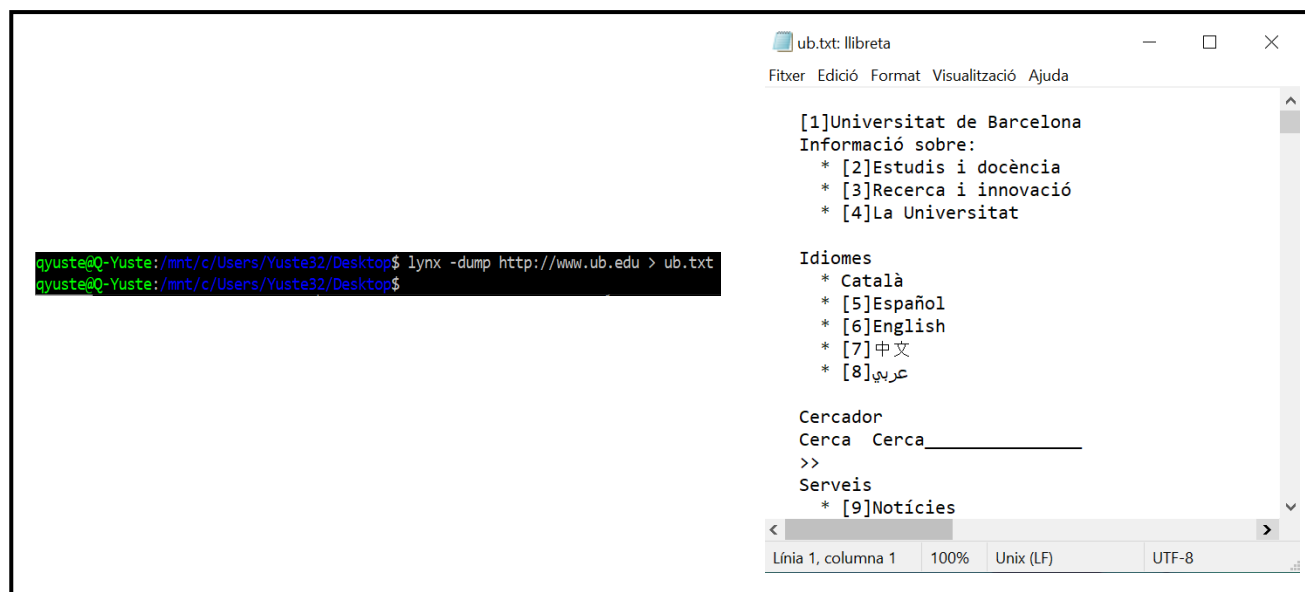 qyuste@Q-Yuste:/mnt/c/Users/Yuste32/Desktop$ lynx -dump http://www.ub.edu > ub.txt
qyuste@Q-Yuste:/mnt/c/Users/Yuste32/Desktop$
ub.txt: llibreta
Fitxer Edició Format Visualització Ajuda
[1]Universitat de Barcelona
Informació sobre:
* [2]Estudis i docència
* [3]Recerca i innovació
* [4]La Universitat
Idiomes
* Català
* [5]Español
* [6]English
* [7]中文
* [8]عربي
Cercador
Cerca Cerca________________
>>
Serveis
* [9]Notícies
Línia 1, columna 1 100% Unix (LF) UTF-8